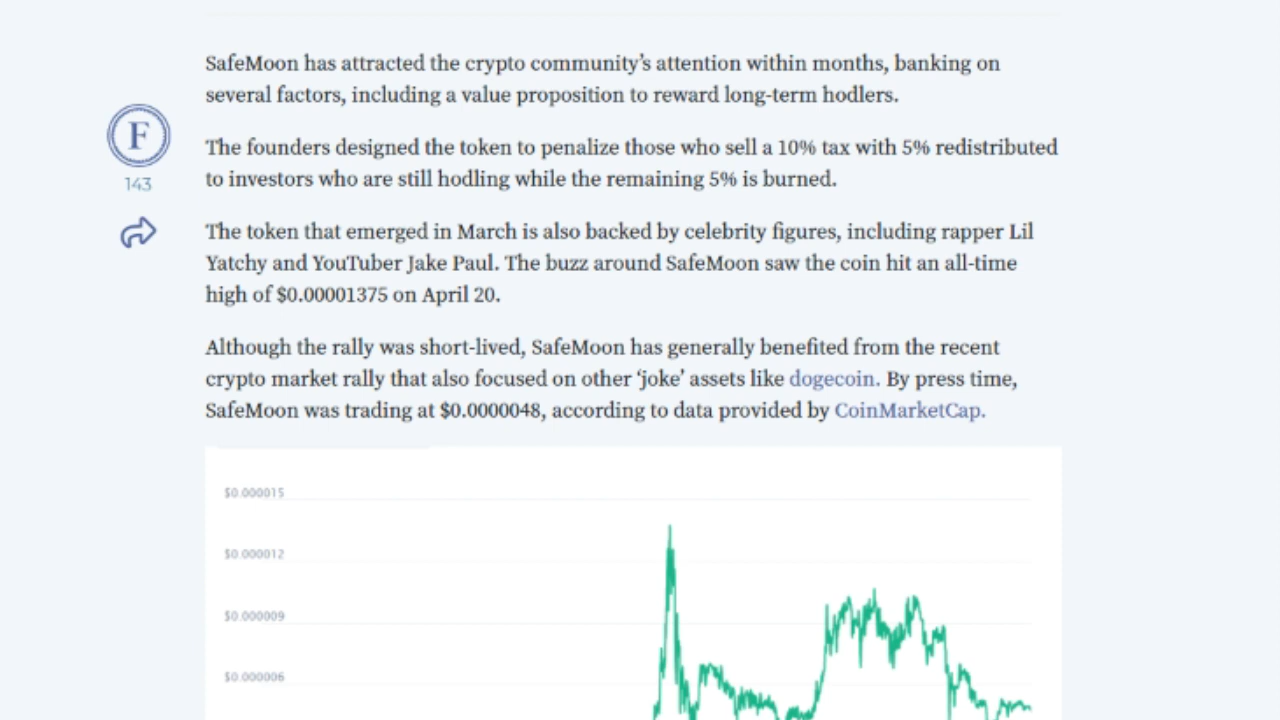 SafeMoon has attracted the crypto community’s attention within months, banking on
several factors, including a value proposition to reward long-term hodlers.
F
143
The founders designed the token to penalize those who sell a 10% tax with 5% redistributed
to investors who are still hodling while the remaining 5% is burned.
The token that emerged in March is also backed by celebrity figures, including rapper Lil
Yatchy and YouTuber Jake Paul. The buzz around SafeMoon saw the coin hit an all-time
high of $0.00001375 on April 20.
Although the rally was short-lived, SafeMoon has generally benefited from the recent
crypto market rally that also focused on other ‘joke’ assets like dogecoin. By press time,
SafeMoon was trading at $0.0000048, according to data provided by CoinMarketCap.
$0.000015
$0.000012
$0.000009
$0.000006